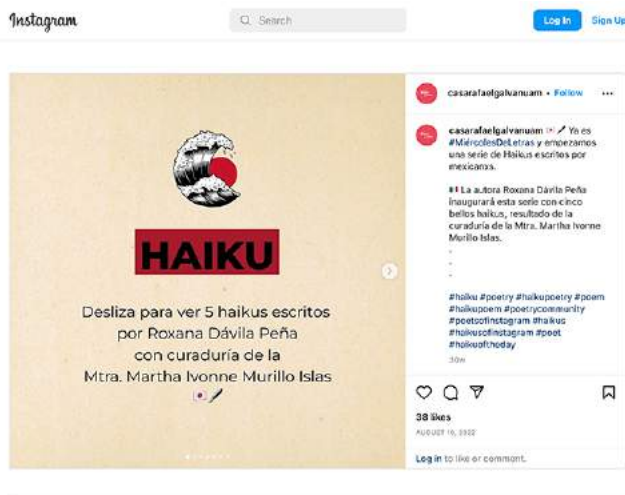 Instagram
Search
Log In
Sign Up
HAIKU
Desliza para ver 5 haikus escritos
por Roxana Dávila Peña
con curaduría de la
Mtra. Martha Ivonne Murillo Islas
casarafaelgalvanuam • Follow
casarafaelgalvanuam Ya es
#MiércolesDeLetras y empezamos
una serie de Haikus escritos por
mexicanxs.
La autora Roxana Dávila Peña
inaugurará esta serie con cinco
bellos haikus, resultado de la
curaduría de la Mtra. Martha Ivonne
Murillo Islas.
.
.
.
#haiku #poetry #haikupoetry #poem
#haikupoem #poetrycommunity
#poetsofinstagram #haikus
#haikusofinstagram #poet
#haikuoftheday
30w
38 likes
AUGUST 16, 2022
Log in to like or comment.